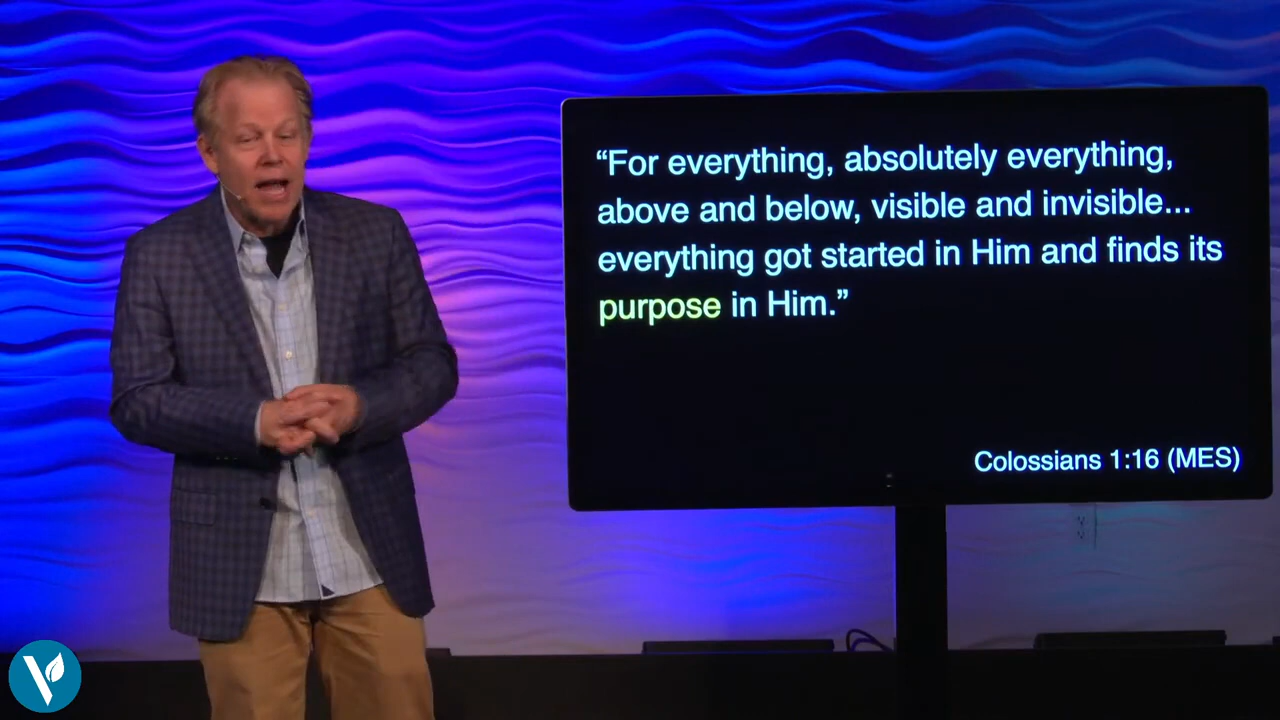 “For everything, absolutely everything,
above and below, visible and invisible...
everything got started in Him and finds its
purpose in Him.”
Colossians 1:16 (MES)